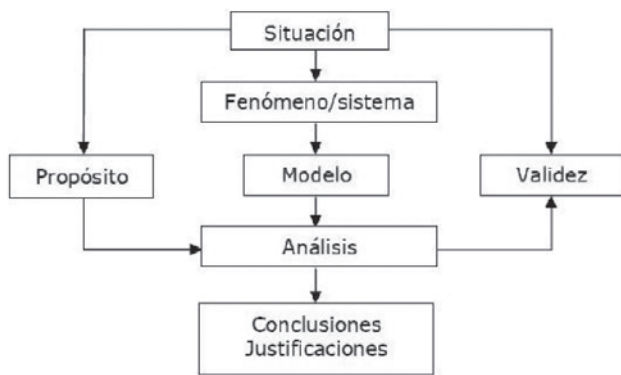 Situación
Fenómeno/sistema
Propósito
Modelo
Validez
Análisis
Conclusiones
Justificaciones